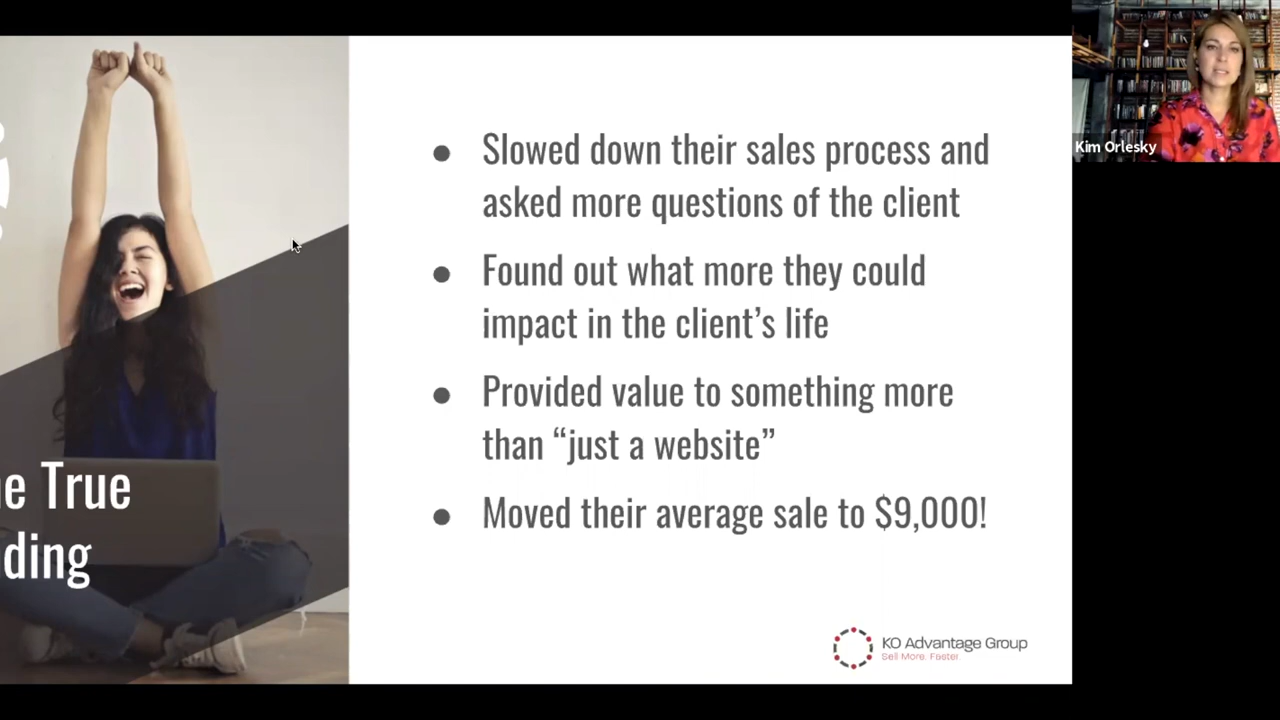 Slowed down their sales process and
asked more questions of the client
Found out what more they could
impact in the client’s life
Provided value to something more
than “just a website”
Moved their average sale to $9,000!
True
KO Advantage Group
Sell More. Faster.
Kim Orlesky